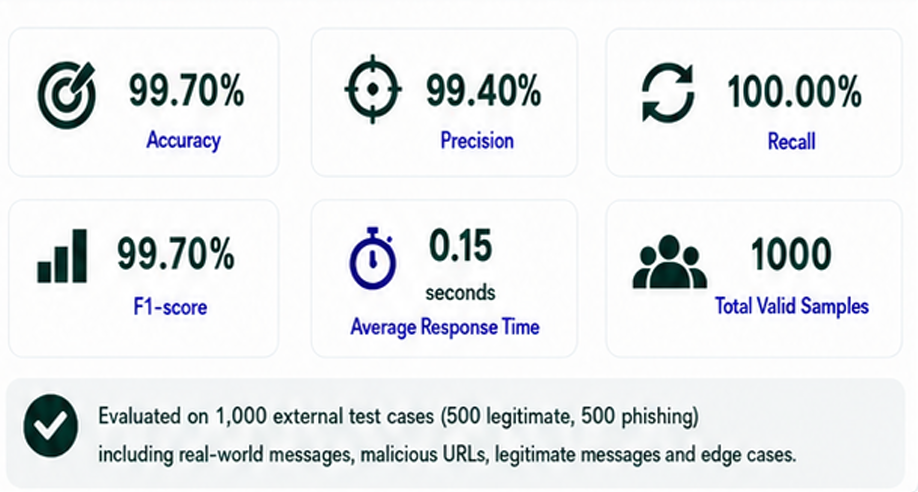 99.70%
Accuracy
99.40%
Precision
100.00%
Recall
99.70%
F1-score
0.15
seconds
Average Response Time
1000
Total Valid Samples
Evaluated on 1,000 external test cases (500 legitimate, 500 phishing)
including real-world messages, malicious URLs, legitimate messages and edge cases.